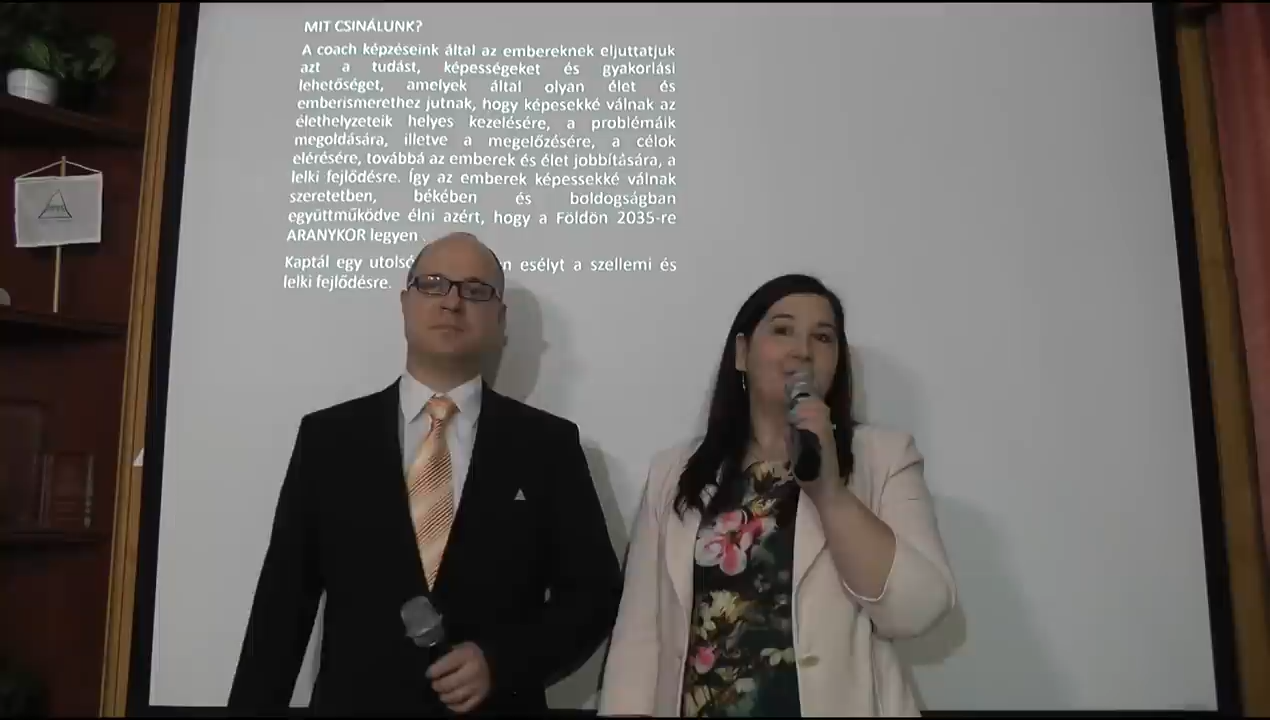 MIT CSINÁLUNK?
A coach képzéseink által az embereknek eljuttatjuk
azt a tudást, képességeket és gyakorlási
lehetőséget, amelyek által olyan élet és
emberismerethez jutnak, hogy képesekké válnak az
élethelyzeteik helyes kezelésére, a problémáik
megoldására, illetve a megelőzésére, a célok
elérésére, továbbá az emberek és élet jobbítására, a
lelki fejlődésre. Így az emberek képessekké válnak
szeretetben, békében és boldogságban
együttműködve élni azért, hogy a Földön 2035-re
ARANYKOR legyen .
Kaptál egy utolsó esélyt a szellemi és
lelki fejlődésre.